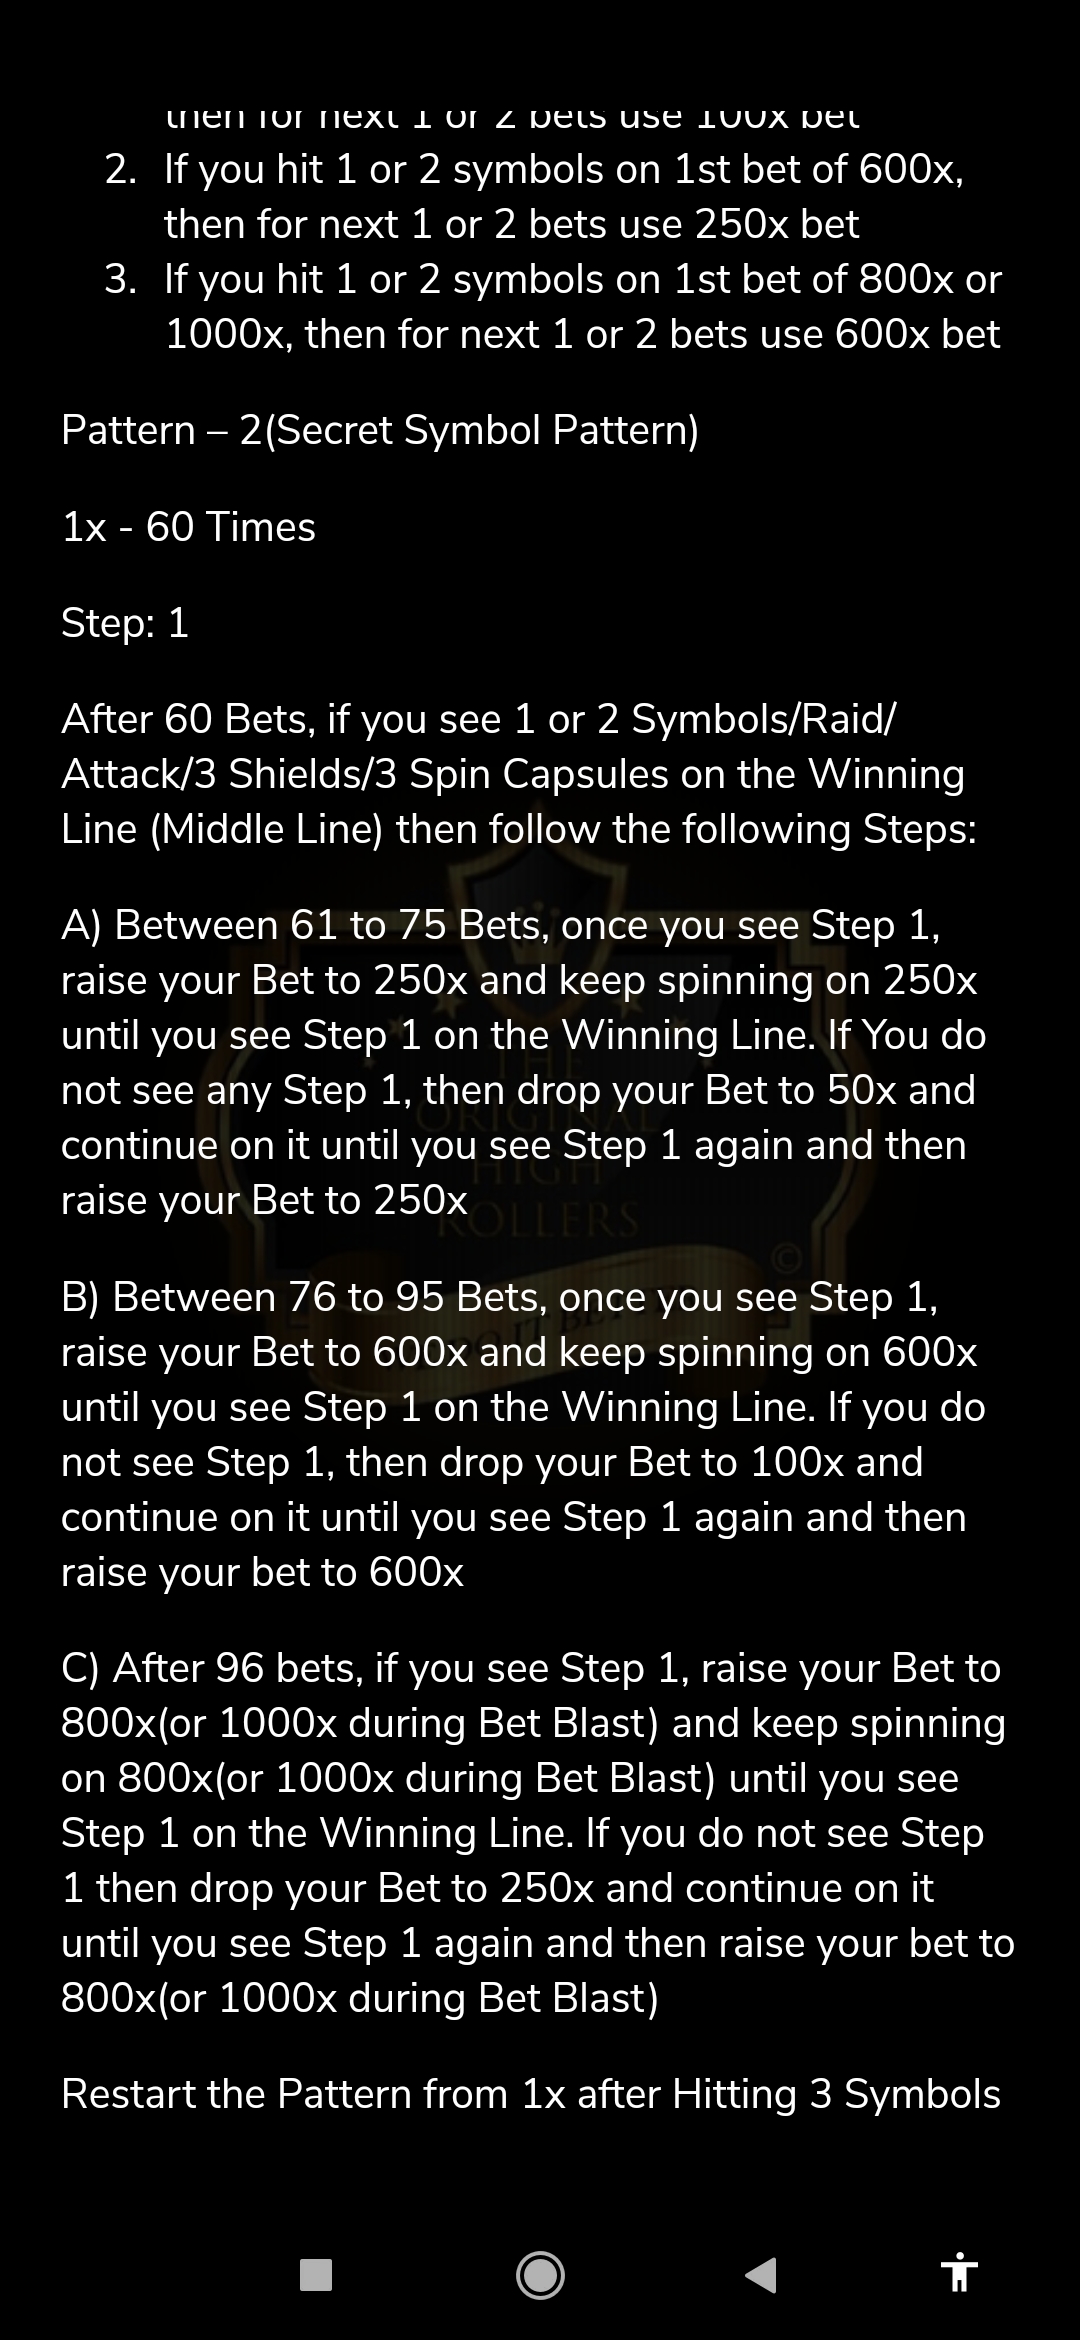 then for next 1 or 2 bets use 100x bet
2. If you hit 1 or 2 symbols on 1st bet of 600x,
then for next 1 or 2 bets use 250x bet
3. If you hit 1 or 2 symbols on 1st bet of 800x or
1000x, then for next 1 or 2 bets use 600x bet
Pattern – 2(Secret Symbol Pattern)
1x - 60 Times
Step: 1
After 60 Bets, if you see 1 or 2 Symbols/Raid/
Attack/3 Shields/3 Spin Capsules on the Winning
Line (Middle Line) then follow the following Steps:
A) Between 61 to 75 Bets, once you see Step 1,
raise your Bet to 250x and keep spinning on 250x
until you see Step 1 on the Winning Line. If You do
not see any Step 1, then drop your Bet to 50x and
continue on it until you see Step 1 again and then
raise your Bet to 250x
B) Between 76 to 95 Bets, once you see Step 1,
raise your Bet to 600x and keep spinning on 600x
until you see Step 1 on the Winning Line. If you do
not see Step 1, then drop your Bet to 100x and
continue on it until you see Step 1 again and then
raise your bet to 600x
C) After 96 bets, if you see Step 1, raise your Bet to
800x(or 1000x during Bet Blast) and keep spinning
on 800x(or 1000x during Bet Blast) until you see
Step 1 on the Winning Line. If you do not see Step
1 then drop your Bet to 250x and continue on it
until you see Step 1 again and then raise your bet to
800x(or 1000x during Bet Blast)
Restart the Pattern from 1x after Hitting 3 Symbols
THE
ORIGINAL
HIGH
ROLLERS
©